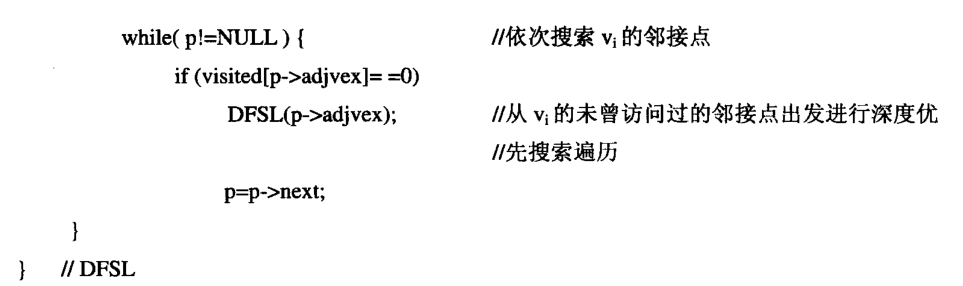 while( p!=NULL ) { //依次搜索 vi 的邻接点
if (visited[p->adjvex]= =0)
DFSL(p->adjvex); //从 vi 的未曾访问过的邻接点出发进行深度优
//先搜索遍历
p=p->next;
}
} // DFSL